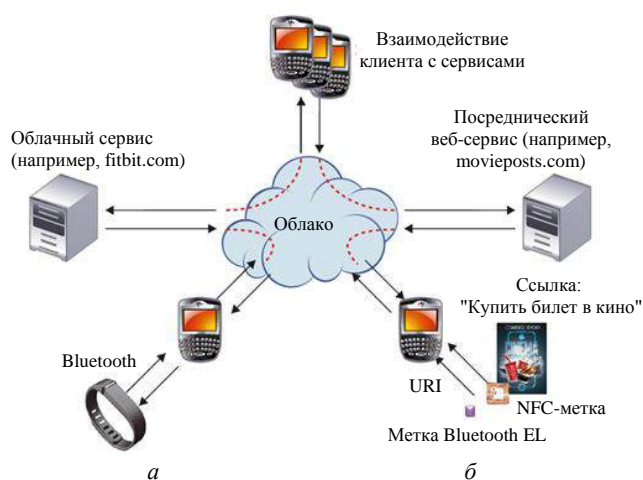 Взаимодействие
клиента с сервисами
Облачный сервис
(например, fitbit.com)
Посреднический
веб-сервис (например,
movieposts.com)
Облако
Ссылка:
"Купить билет в кино"
Bluetooth
URI
NFC-метка
Метка Bluetooth EL
а
б